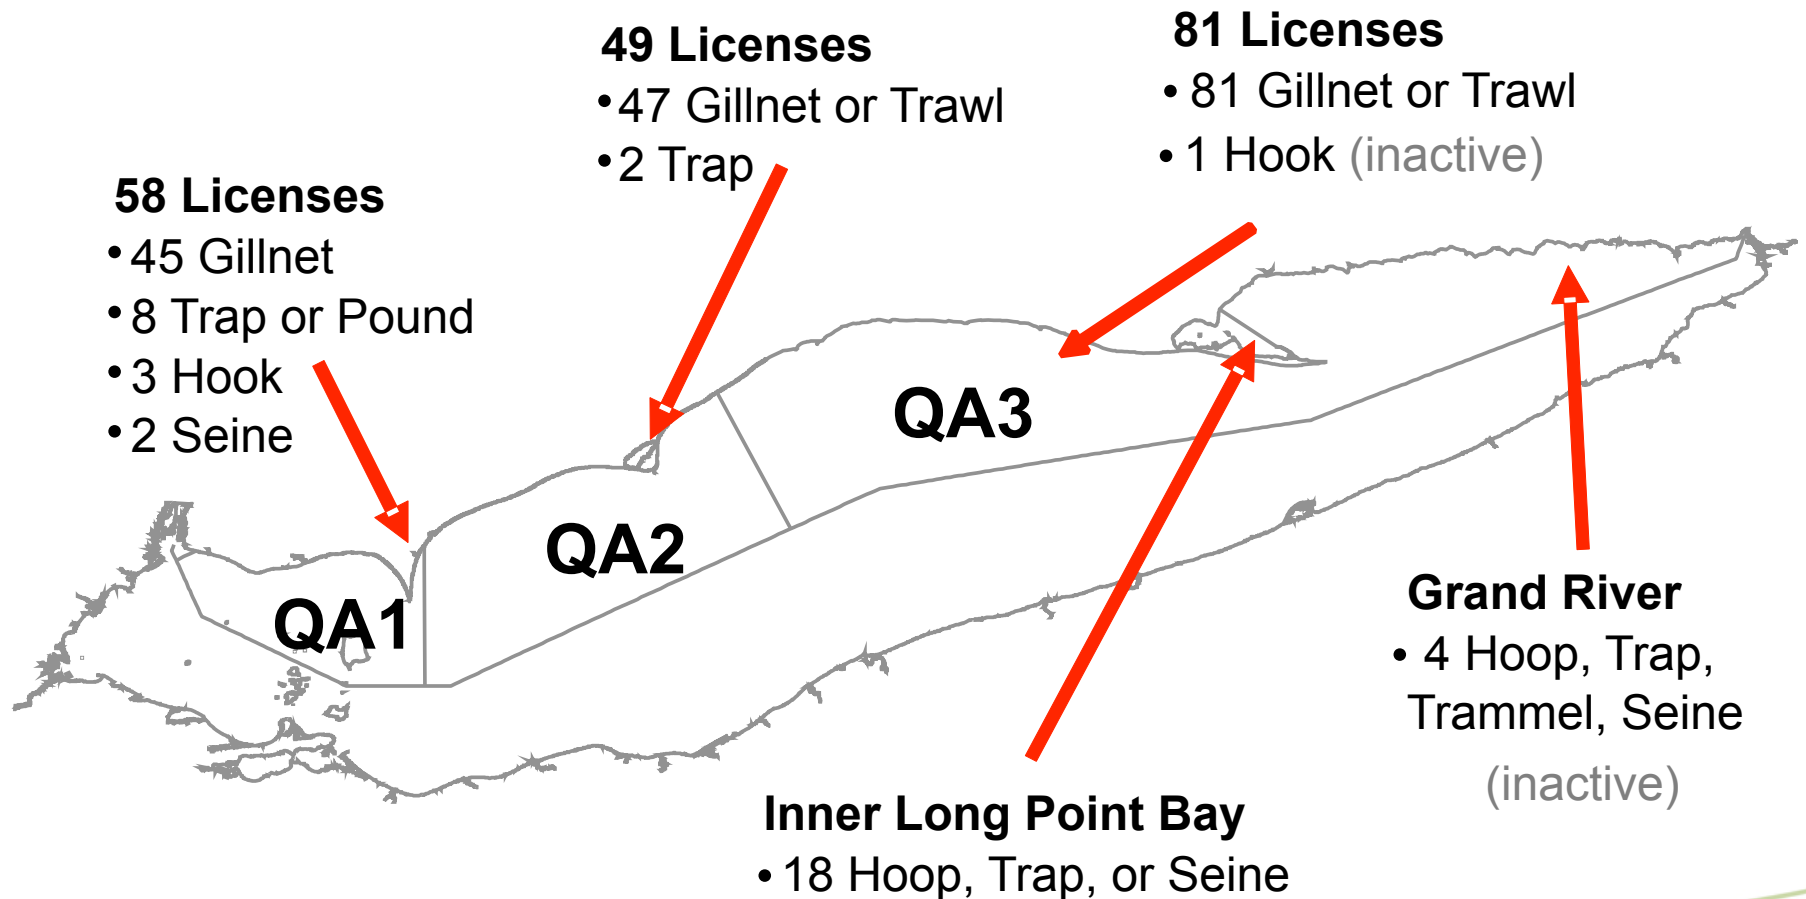 49 Licenses
• 47 Gillnet or Trawl
• 2 Trap
81 Licenses
• 81 Gillnet or Trawl
• 1 Hook (inactive)
58 Licenses
• 45 Gillnet
• 8 Trap or Pound
• 3 Hook
• 2 Seine
QA3
QA2
QA1
Grand River
• 4 Hoop, Trap,
Trammel, Seine
(inactive)
Inner Long Point Bay
• 18 Hoop, Trap, or Seine